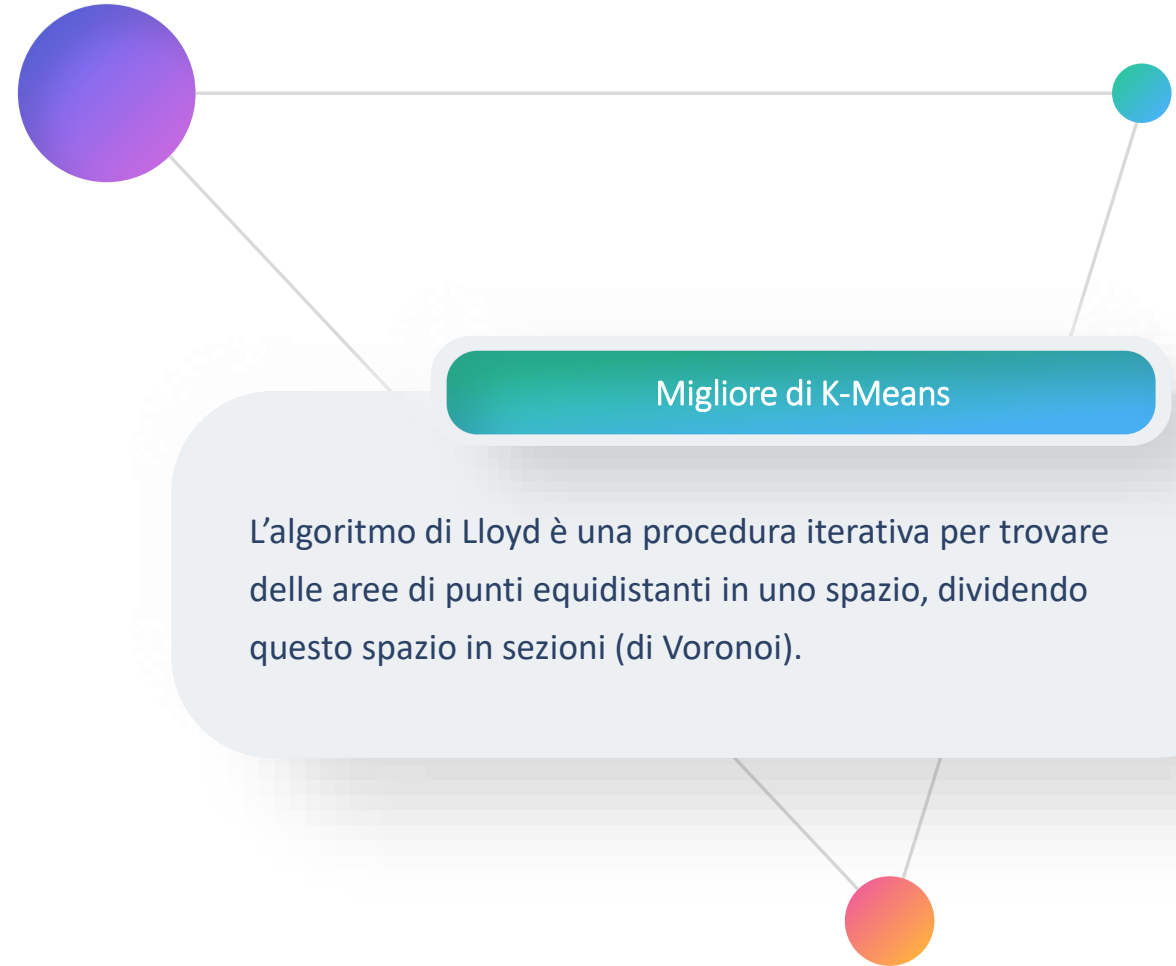 Migliore di K-Means
L’algoritmo di Lloyd è una procedura iterativa per trovare
delle aree di punti equidistanti in uno spazio, dividendo
questo spazio in sezioni (di Voronoi).